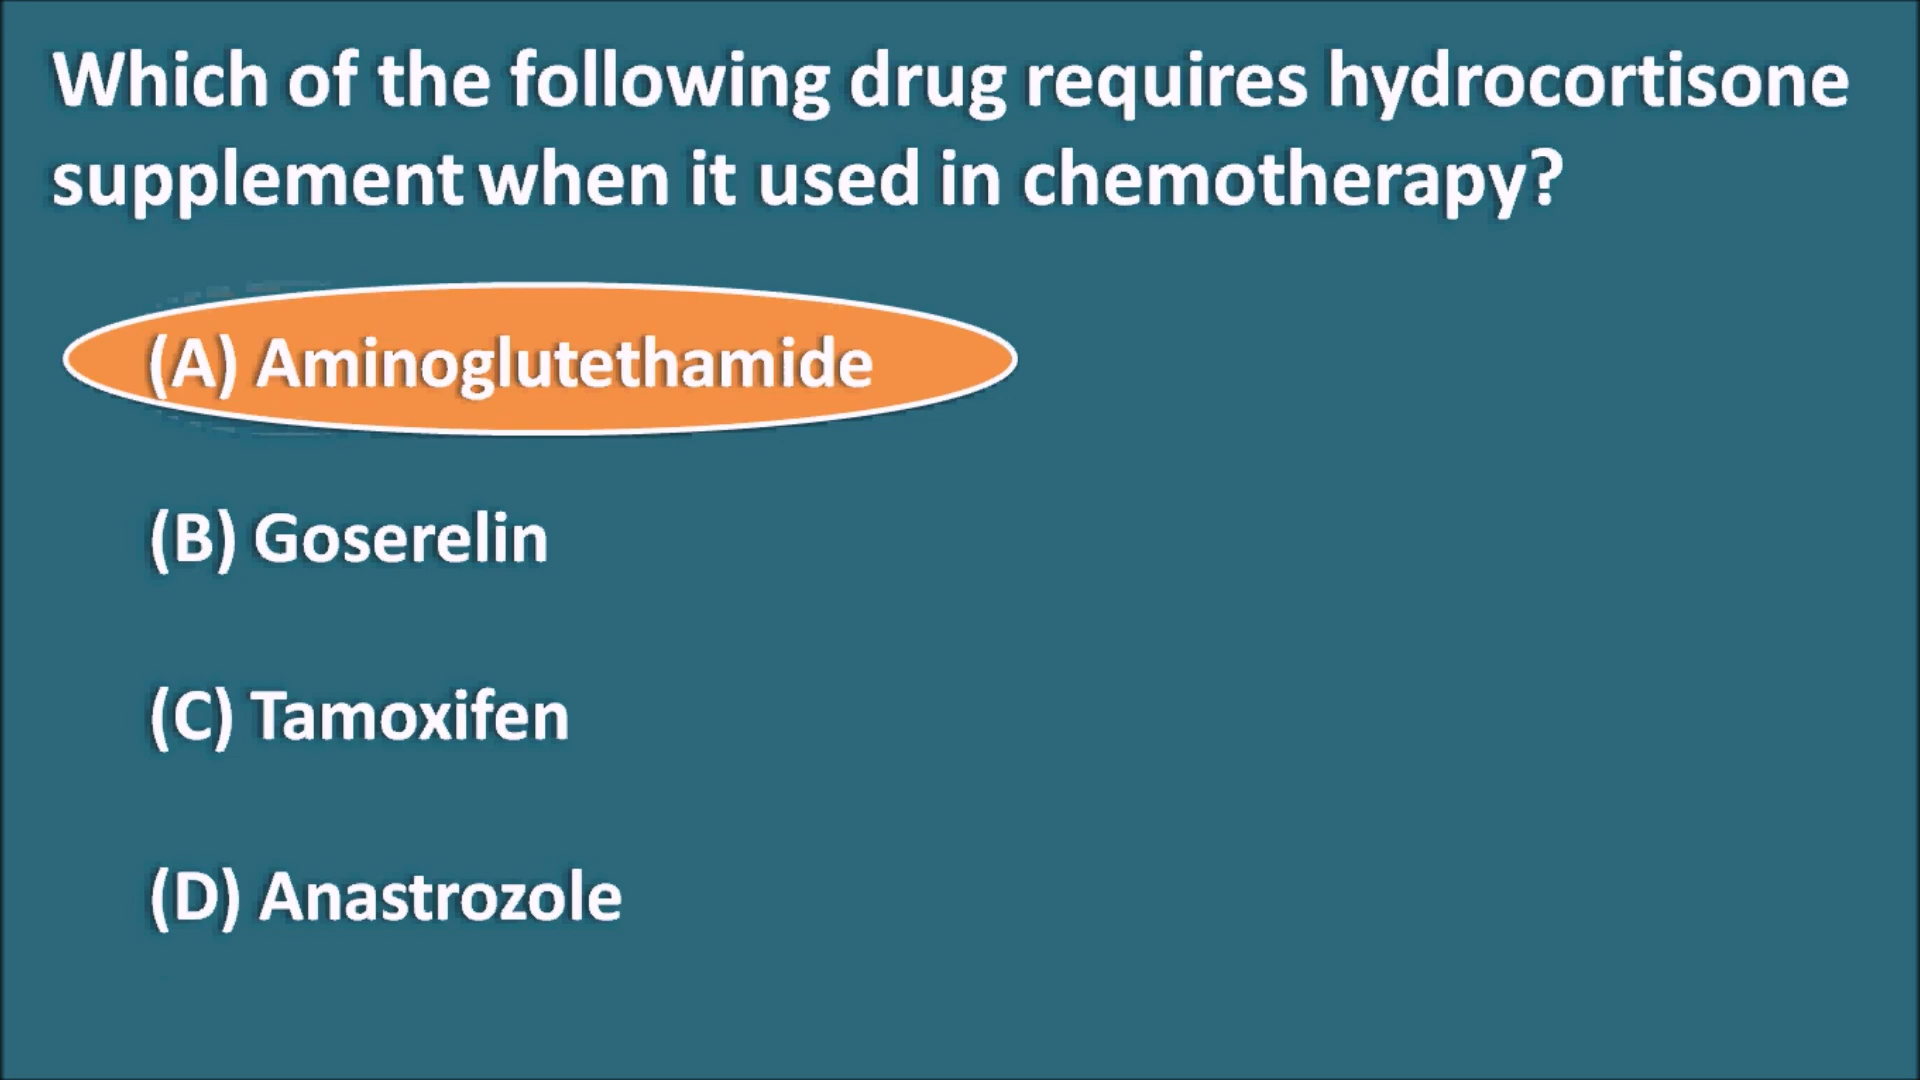 Which of the following drug requires hydrocortisone
supplement when it used in chemotherapy?
(A) Aminoglutethamide
(B) Goserelin
(C) Tamoxifen
(D) Anastrozole